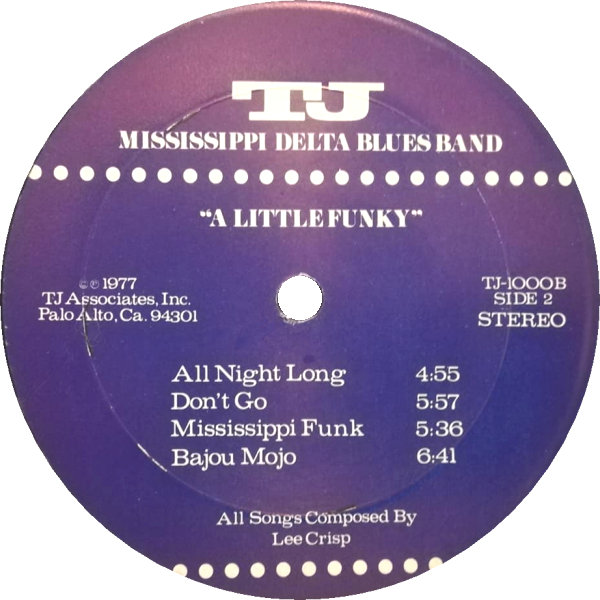 TJ
MISSISSIPPI DELTA BLUES BAND
"A LITTLE FUNKY"
© ℗ 1977
TJ Associates, Inc.
Palo Alto, Ca. 94301
TJ-1000B
SIDE 2
STEREO
All Night Long 4:55
Don't Go 5:57
Mississippi Funk 5:36
Bajou Mojo 6:41
All Songs Composed By
Lee Crisp